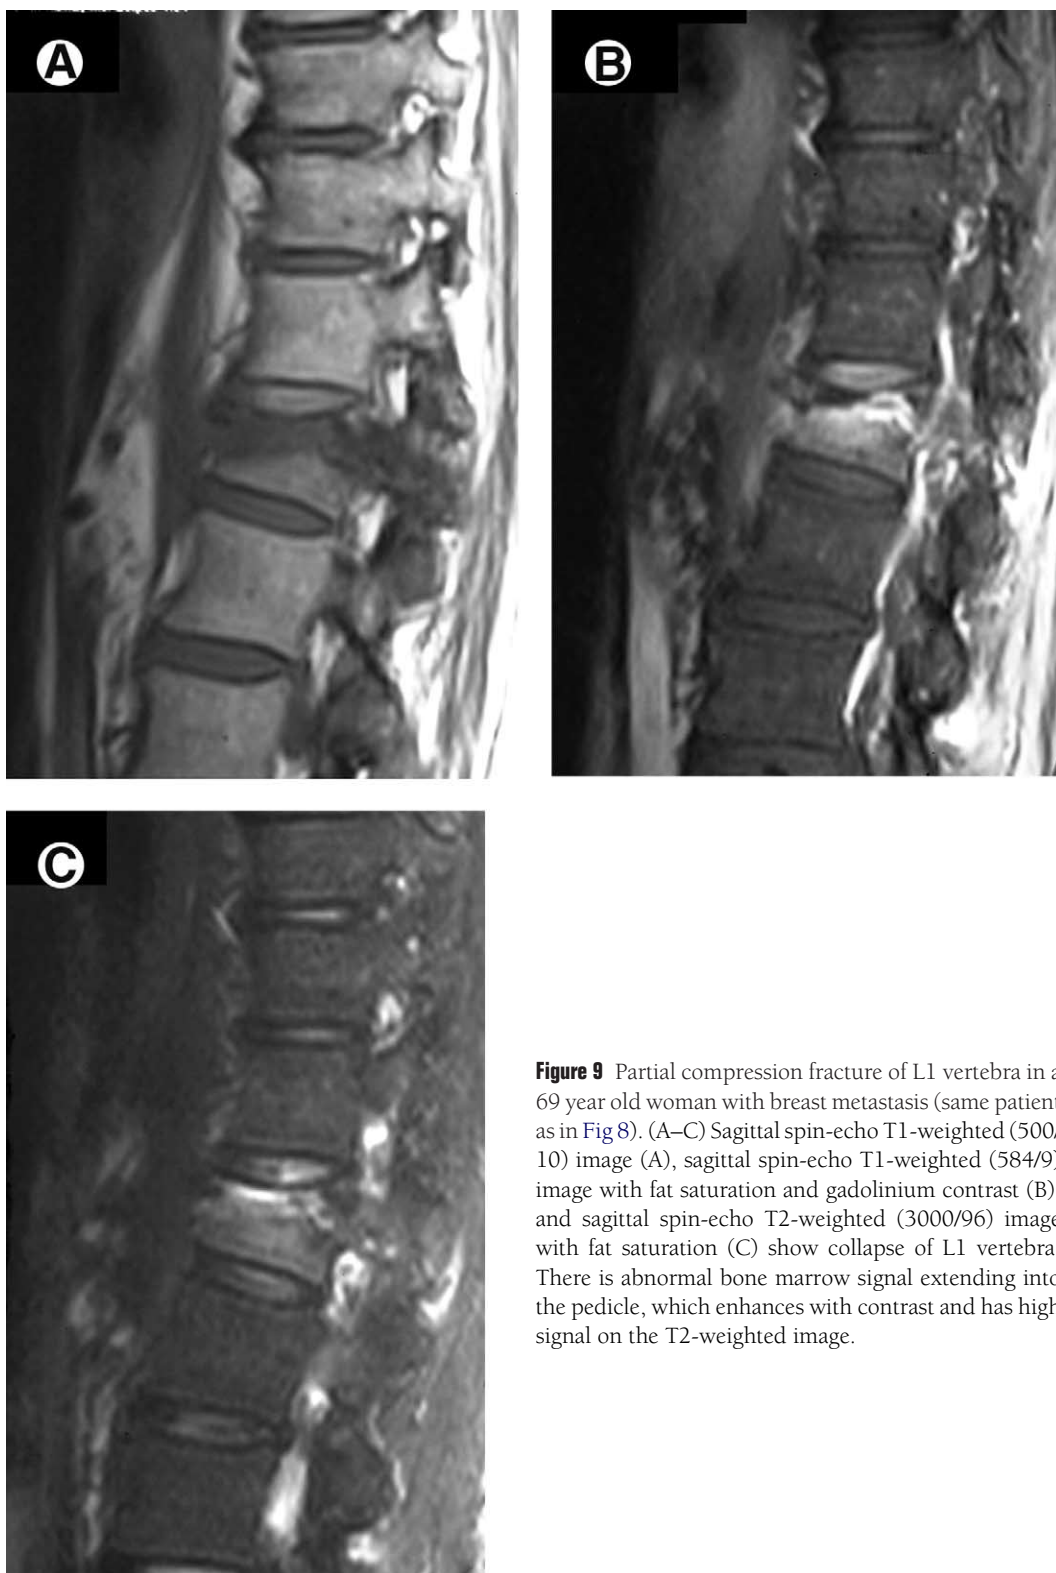 A
B
C
Figure 9 Partial compression fracture of L1 vertebra in a
69 year old woman with breast metastasis (same patient
as in Fig 8). (A–C) Sagittal spin-echo T1-weighted (500/
10) image (A), sagittal spin-echo T1-weighted (584/9)
image with fat saturation and gadolinium contrast (B)
and sagittal spin-echo T2-weighted (3000/96) image
with fat saturation (C) show collapse of L1 vertebra
There is abnormal bone marrow signal extending into
the pedicle, which enhances with contrast and has high
signal on the T2-weighted image.